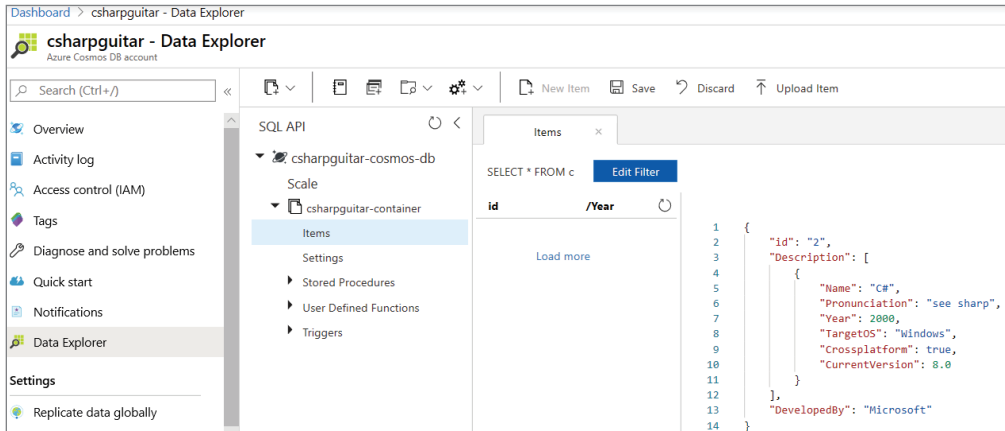 Dashboard > csharpguitar - Data Explorer
csharpguitar - Data Explorer
Azure Cosmos DB account
Search (Ctrl+/)
«
Overview
Activity log
Access control (IAM)
Tags
Diagnose and solve problems
Quick start
Notifications
Data Explorer
Settings
Replicate data globally
New Item
Save
Discard
Upload Item
SQL API
csharpguitar-cosmos-db
Scale
csharpguitar-container
Items
Settings
Stored Procedures
User Defined Functions
Triggers
Items ×
SELECT * FROM c Edit Filter
id /Year
Load more
1 {
2 "id": "2",
3 "Description": [
4 {
5 "Name": "C#",
6 "Pronunciation": "see sharp",
7 "Year": 2000,
8 "TargetOS": "Windows",
9 "Crossplatform": true,
10 "CurrentVersion": 8.0
11 }
12 ],
13 "DevelopedBy": "Microsoft"
14 }